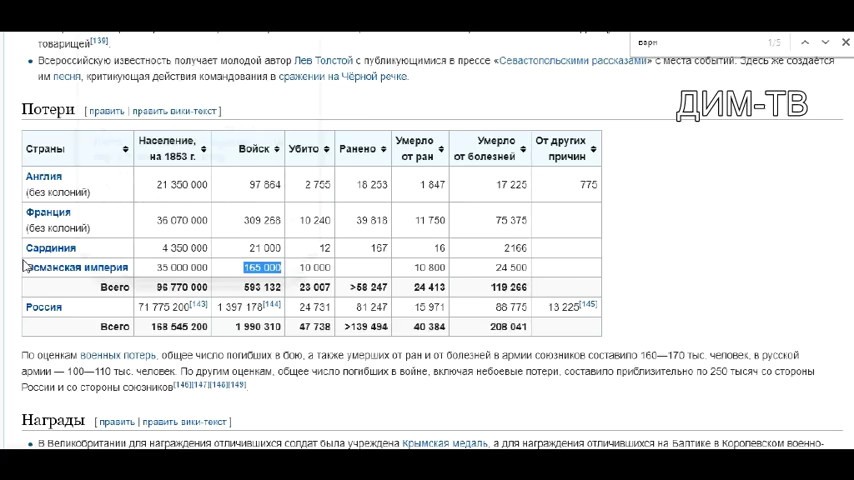 товарищей[139].
варн 1/5
Всероссийскую известность получает молодой автор Лев Толстой с публикующимися в прессе «Севастопольскими рассказами» с места событий. Здесь же создаётся
им песня, критикующая действия командования в сражении на Чёрной речке.
ДИМ-ТВ
Потери [ править | править вики-текст ]
Страны Население, на 1853 г. Войск Убито Ранено Умерло от ран Умерло от болезней От других причин
Англия (без колоний) 21 350 000 97 864 2 755 18 253 1 847 17 225 775
Франция (без колоний) 36 070 000 309 268 10 240 39 818 11 750 75 375
Сардиния 4 350 000 21 000 12 167 16 2166
Османская империя 35 000 000 165 000 10 000 10 800 24 500
Всего 96 770 000 593 132 23 007 >58 247 24 413 119 266
Россия 71 775 200[143] 1 397 178[144] 24 731 81 247 15 971 88 775 13 225[145]
Всего 168 545 200 1 990 310 47 738 >139 494 40 384 208 041
По оценкам военных потерь, общее число погибших в бою, а также умерших от ран и от болезней в армии союзников составило 160—170 тыс. человек, в русской
армии — 100—110 тыс. человек. По другим оценкам, общее число погибших в войне, включая небоевые потери, составило приблизительно по 250 тысяч со стороны
России и со стороны союзников[146][147][148][149].
Награды [ править | править вики-текст ]
В Великобритании для награждения отличившихся солдат была учреждена Крымская медаль, а для награждения отличившихся на Балтике в Королевском военно-